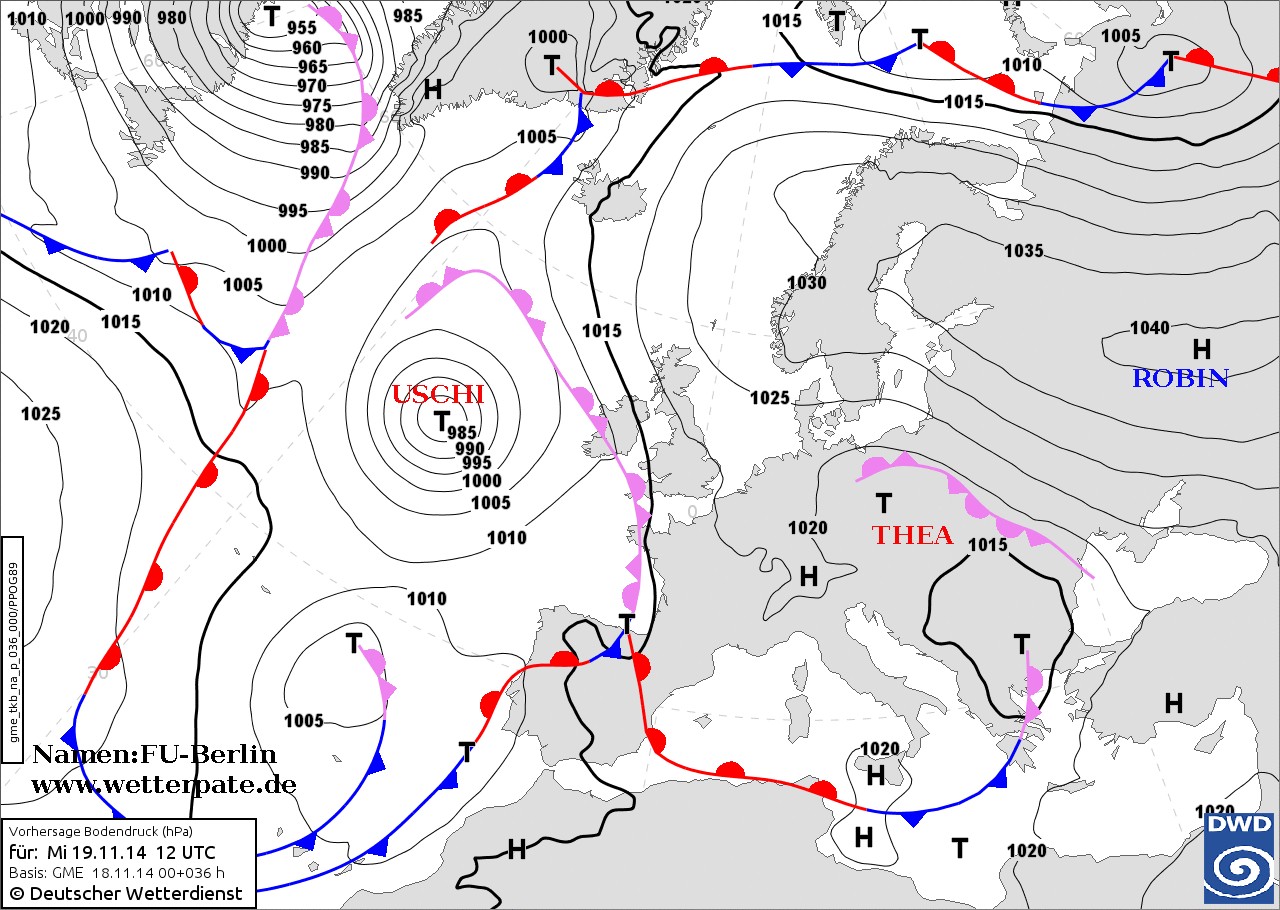 1010 1000 990 980
T
955
960
965
970
975
980
985
990
995
1000
1005
985
H
1000
T
1005
1015
T
T
1010
1005
T
1015
1010
1015
1020
1025
1015
1030
1035
1040
H
ROBIN
1025
USCHI
T
985
990
995
1000
1005
1010
1020
T
THEA
1015
H
1010
T
1005
T
T
T
H
1020
H
H
T
1020
1020
H
40
30
0
gme_tkb_na_p_036_000/PPOG89
Namen:FU-Berlin
www.wetterpate.de
Vorhersage Bodendruck (hPa)
für: Mi 19.11.14 12 UTC
Basis: GME 18.11.14 00+036 h
© Deutscher Wetterdienst
DWD